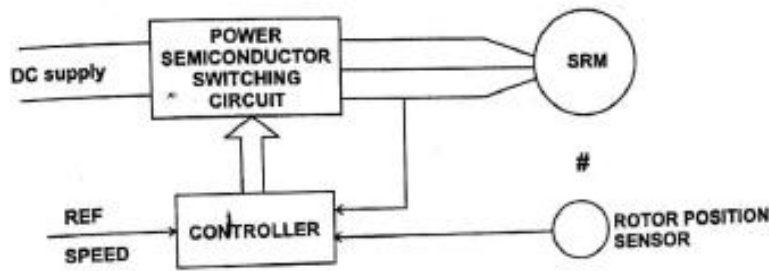 POWER
SEMICONDUCTOR
SWITCHING
CIRCUIT
DC supply
SRM
#
REF
SPEED
CONTROLLER
ROTOR POSITION
SENSOR